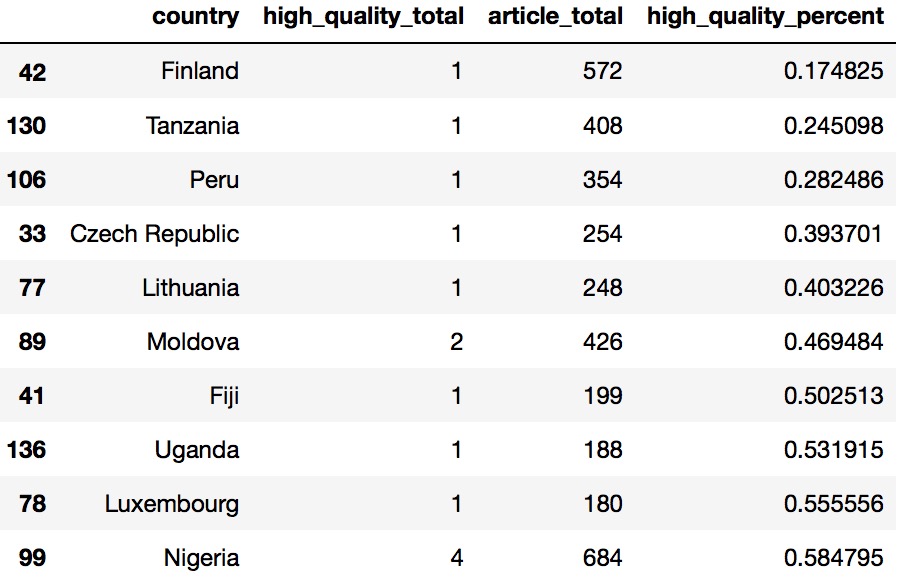 country high_quality_total article_total high_quality_percent
42 Finland 1 572 0.174825
130 Tanzania 1 408 0.245098
106 Peru 1 354 0.282486
33 Czech Republic 1 254 0.393701
77 Lithuania 1 248 0.403226
89 Moldova 2 426 0.469484
41 Fiji 1 199 0.502513
136 Uganda 1 188 0.531915
78 Luxembourg 1 180 0.555556
99 Nigeria 4 684 0.584795